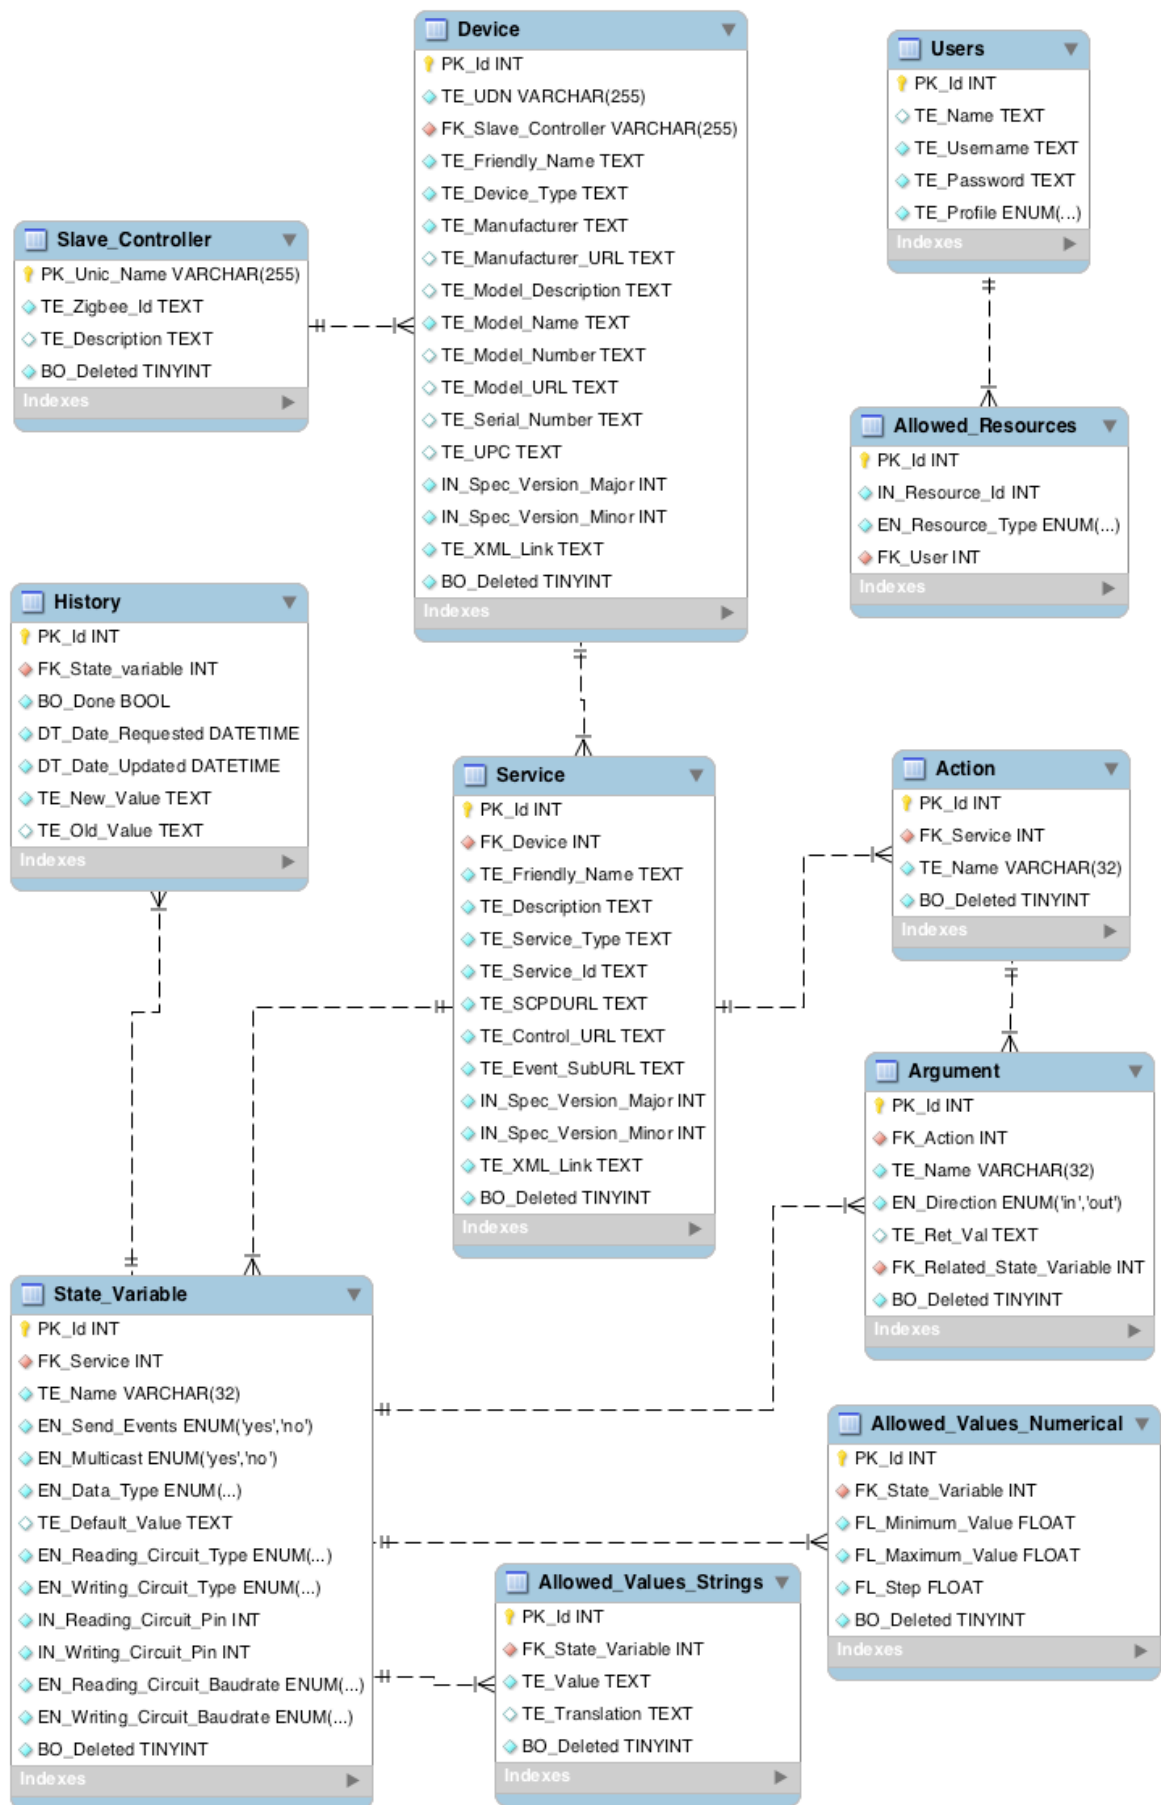 Device
PK_Id INT
TE_UDN VARCHAR(255)
FK_Slave_Controller VARCHAR(255)
TE_Friendly_Name TEXT
TE_Device_Type TEXT
TE_Manufacturer TEXT
TE_Manufacturer_URL TEXT
TE_Model_Description TEXT
TE_Model_Name TEXT
TE_Model_Number TEXT
TE_Model_URL TEXT
TE_Serial_Number TEXT
TE_UPC TEXT
IN_Spec_Version_Major INT
IN_Spec_Version_Minor INT
TE_XML_Link TEXT
BO_Deleted TINYINT
Indexes
Users
PK_Id INT
TE_Name TEXT
TE_Username TEXT
TE_Password TEXT
TE_Profile ENUM(...)
Indexes
Slave_Controller
PK_Unic_Name VARCHAR(255)
TE_Zigbee_Id TEXT
TE_Description TEXT
BO_Deleted TINYINT
Indexes
Allowed_Resources
PK_Id INT
IN_Resource_Id INT
EN_Resource_Type ENUM(...)
FK_User INT
Indexes
History
PK_Id INT
FK_State_variable INT
BO_Done BOOL
DT_Date_Requested DATETIME
DT_Date_Updated DATETIME
TE_New_Value TEXT
TE_Old_Value TEXT
Indexes
Service
PK_Id INT
FK_Device INT
TE_Friendly_Name TEXT
TE_Description TEXT
TE_Service_Type TEXT
TE_Service_Id TEXT
TE_SCPDURL TEXT
TE_Control_URL TEXT
TE_Event_SubURL TEXT
IN_Spec_Version_Major INT
IN_Spec_Version_Minor INT
TE_XML_Link TEXT
BO_Deleted TINYINT
Indexes
Action
PK_Id INT
FK_Service INT
TE_Name VARCHAR(32)
BO_Deleted TINYINT
Indexes
Argument
PK_Id INT
FK_Action INT
TE_Name VARCHAR(32)
EN_Direction ENUM('in','out')
TE_Ret_Val TEXT
FK_Related_State_Variable INT
BO_Deleted TINYINT
Indexes
State_Variable
PK_Id INT
FK_Service INT
TE_Name VARCHAR(32)
EN_Send_Events ENUM('yes','no')
EN_Multicast ENUM('yes','no')
EN_Data_Type ENUM(...)
TE_Default_Value TEXT
EN_Reading_Circuit_Type ENUM(...)
EN_Writing_Circuit_Type ENUM(...)
IN_Reading_Circuit_Pin INT
IN_Writing_Circuit_Pin INT
EN_Reading_Circuit_Baudrate ENUM(...)
EN_Writing_Circuit_Baudrate ENUM(...)
BO_Deleted TINYINT
Indexes
Allowed_Values_Numerical
PK_Id INT
FK_State_Variable INT
FL_Minimum_Value FLOAT
FL_Maximum_Value FLOAT
FL_Step FLOAT
BO_Deleted TINYINT
Indexes
Allowed_Values_Strings
PK_Id INT
FK_State_Variable INT
TE_Value TEXT
TE_Translation TEXT
BO_Deleted TINYINT
Indexes